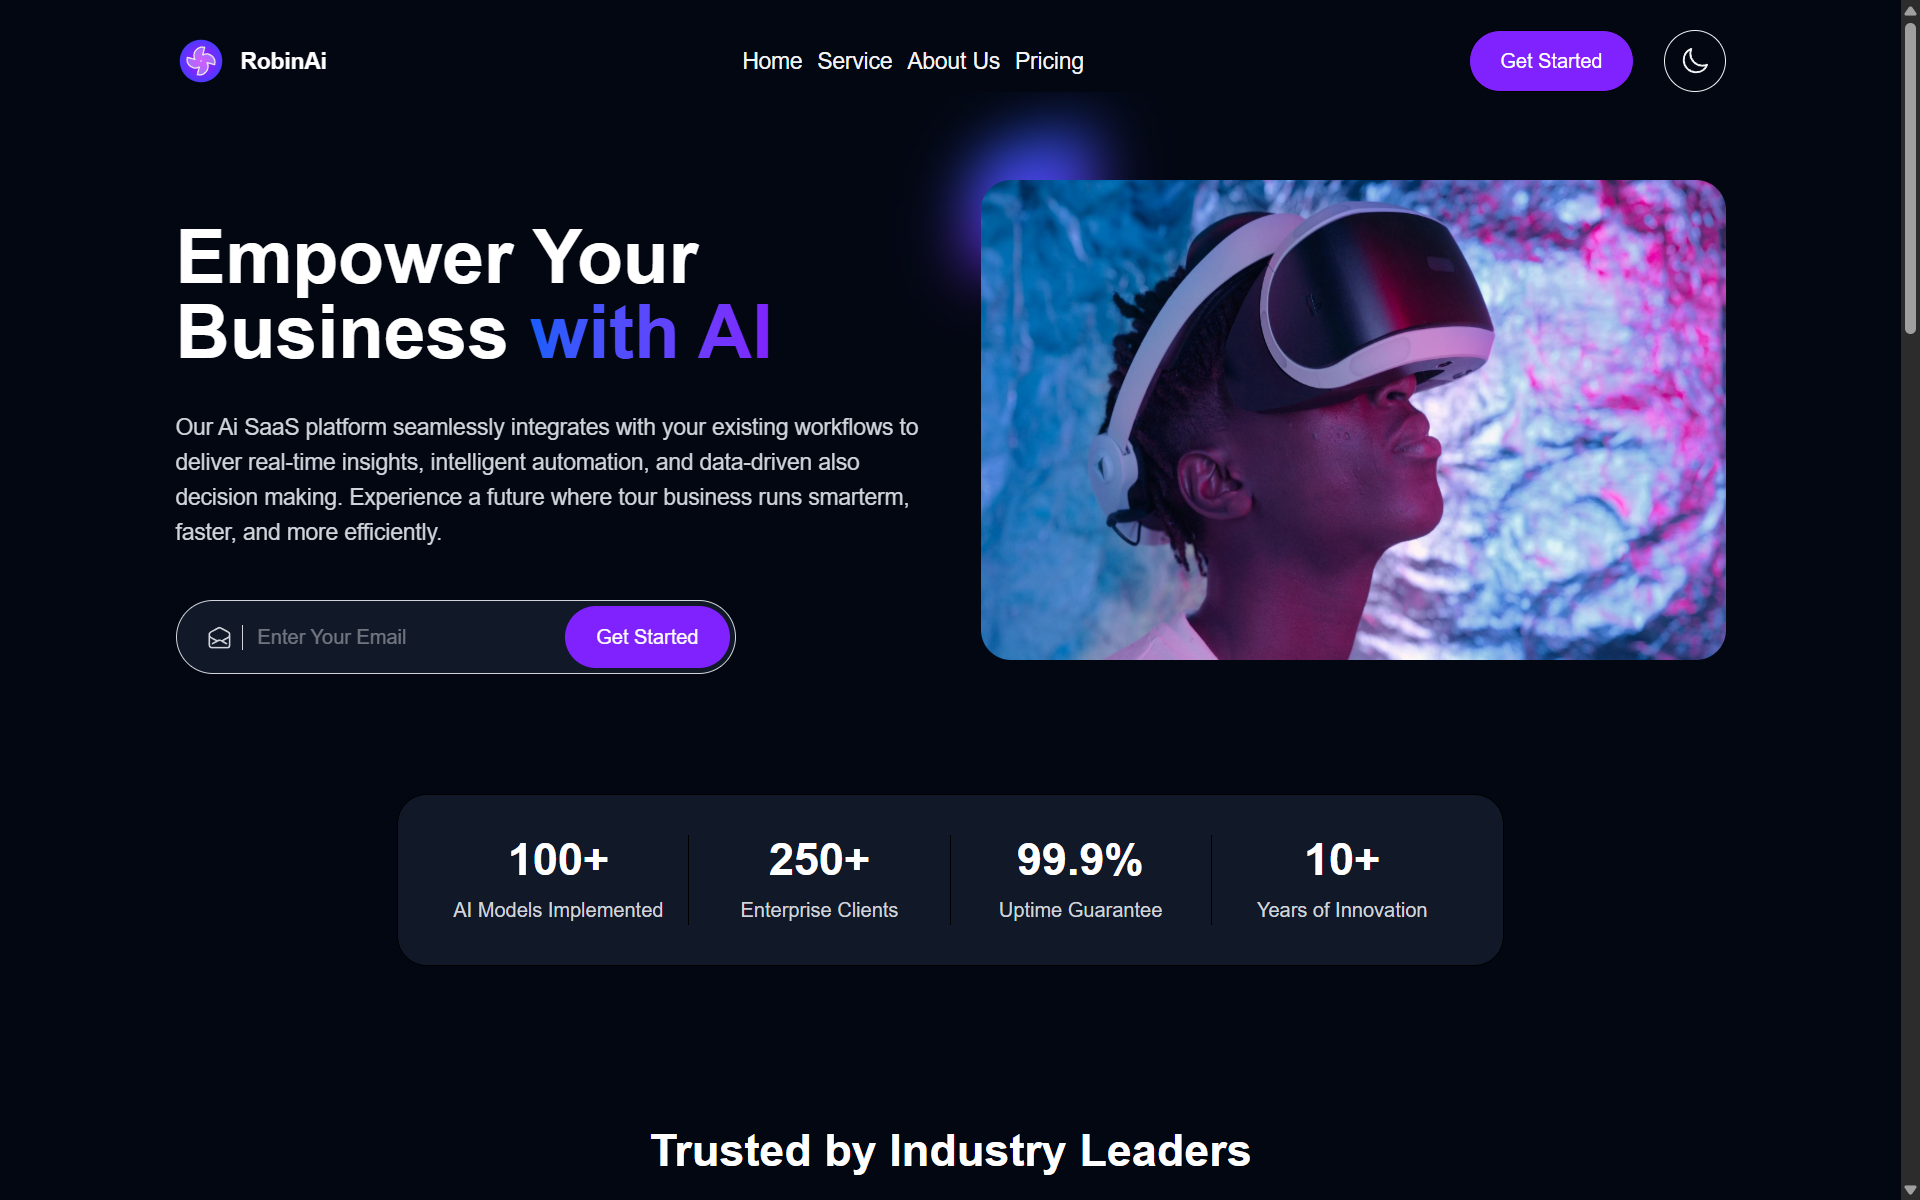 RobinAi
Home Service About Us Pricing
Get Started
Empower Your
Business with AI
Our Ai SaaS platform seamlessly integrates with your existing workflows to
deliver real-time insights, intelligent automation, and data-driven also
decision making. Experience a future where tour business runs smarterm,
faster, and more efficiently.
Enter Your Email
Get Started
100+
AI Models Implemented
250+
Enterprise Clients
99.9%
Uptime Guarantee
10+
Years of Innovation
Trusted by Industry Leaders